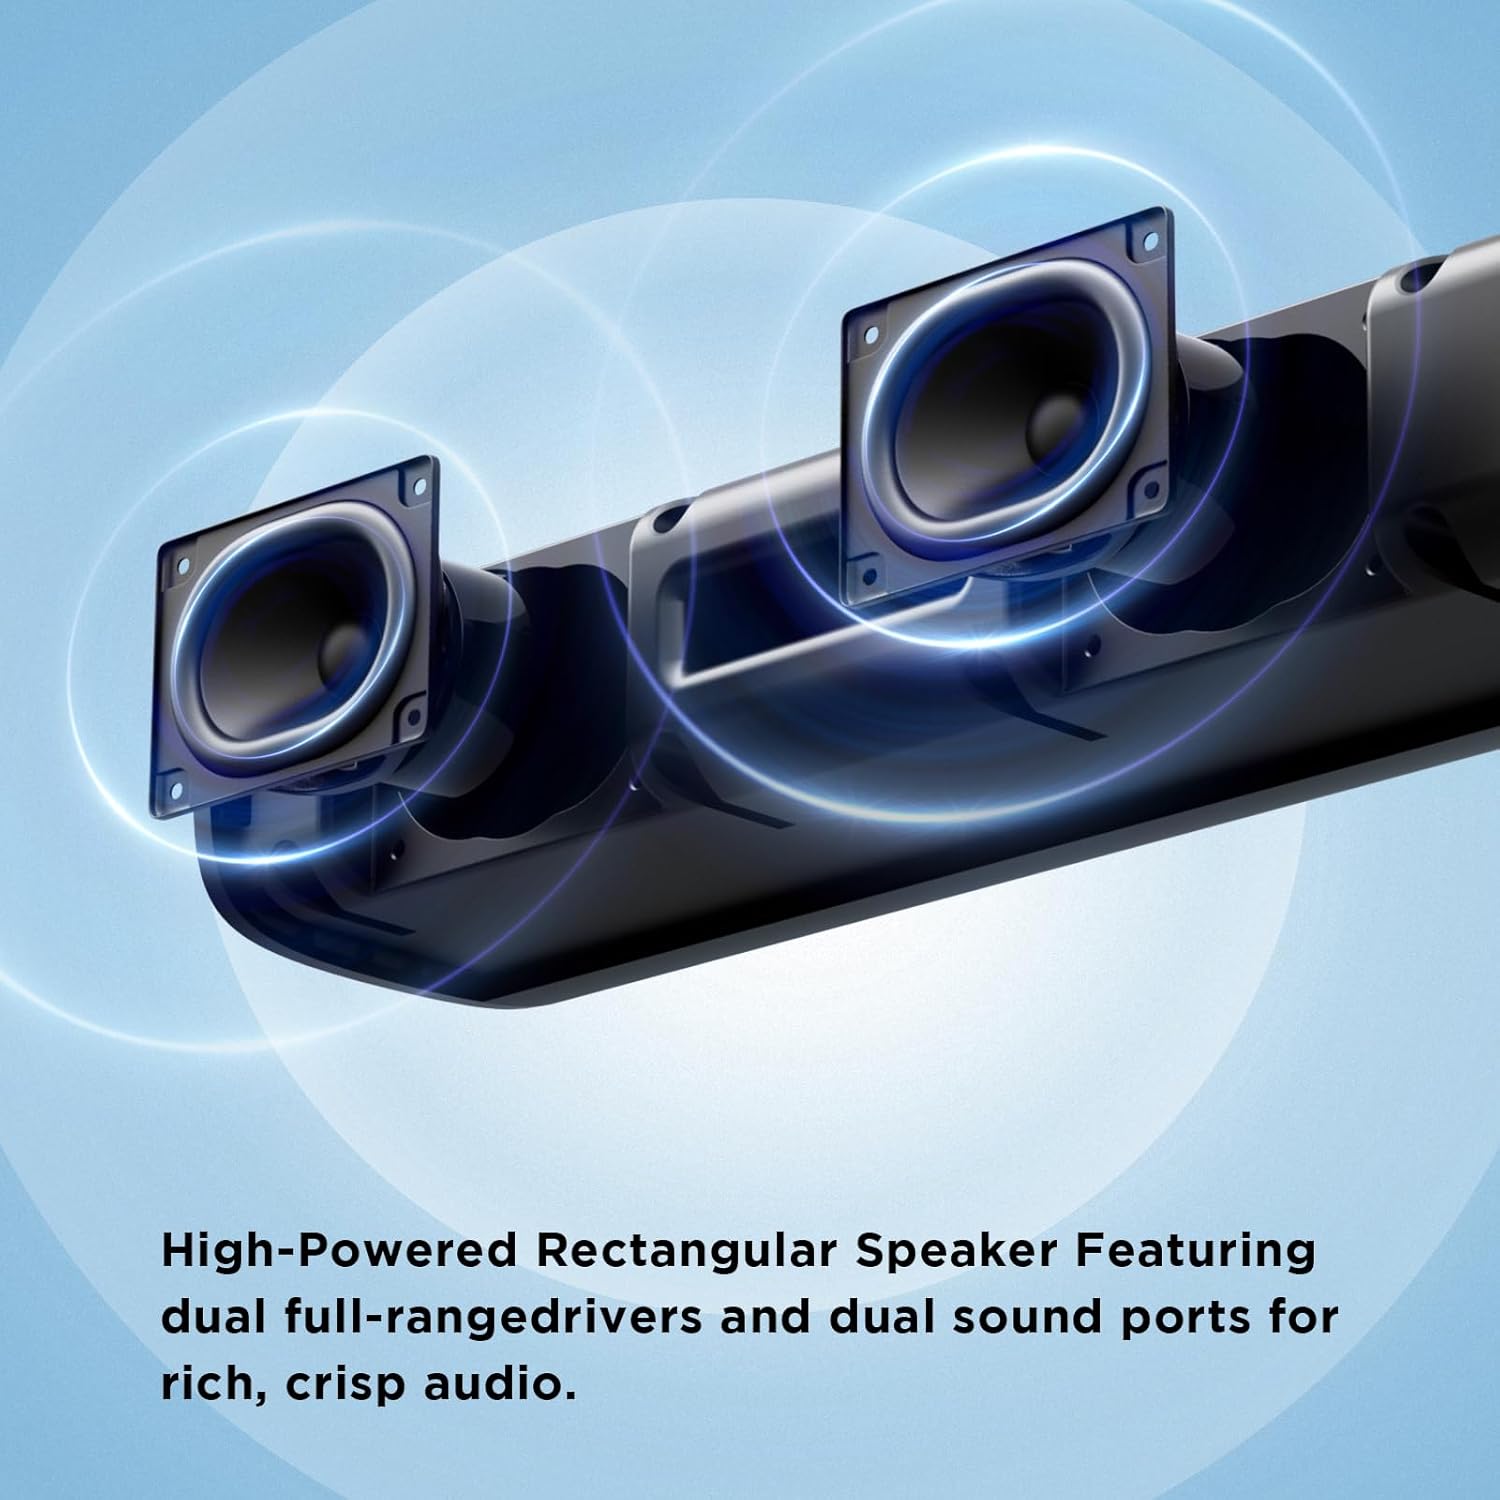 High-Powered Rectangular Speaker Featuring
dual full-rangedrivers and dual sound ports for
rich, crisp audio.